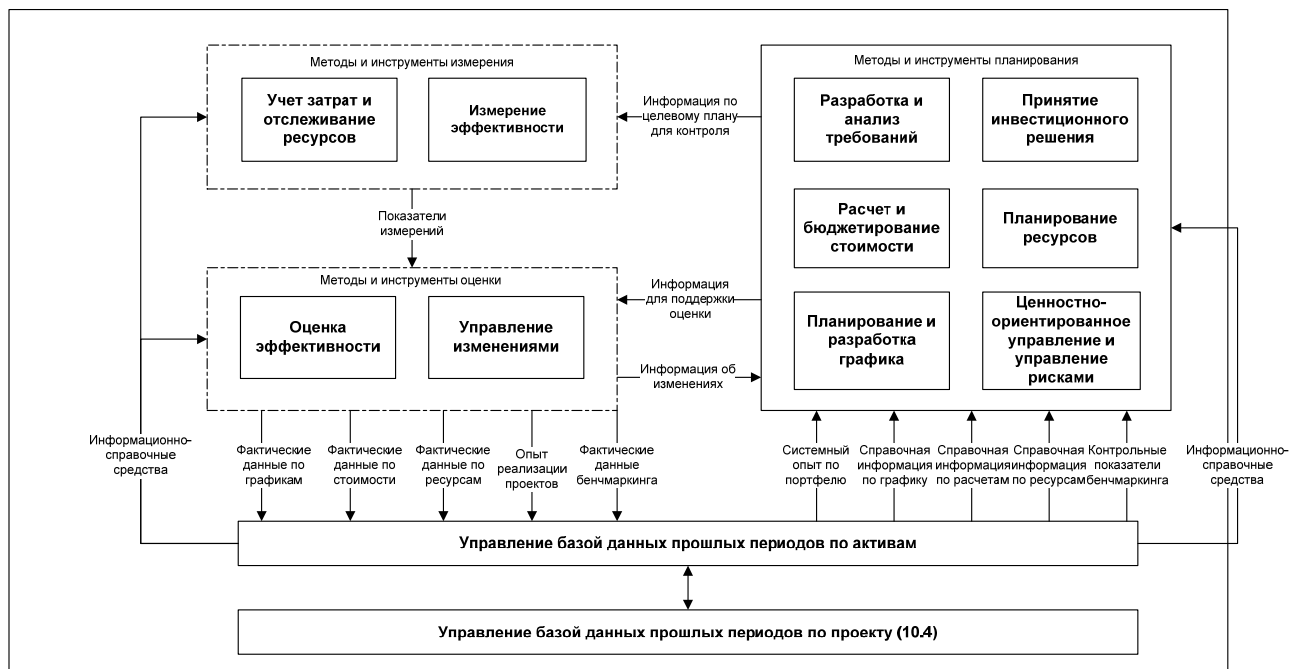 Методы и инструменты измерения
Учет затрат и
отслеживание
ресурсов
Измерение
эффективности
Информация по
целевому плану
для контроля
Методы и инструменты планирования
Разработка и
анализ
требований
Принятие
инвестиционного
решения
Расчет и
бюджетирование
стоимости
Планирование
ресурсов
Планирование и
разработка
графика
Ценностно-
ориентированное
управление и
управление
рисками
Показатели
измерений
Методы и инструменты оценки
Оценка
эффективности
Управление
изменениями
Информация
для поддержки
оценки
Информация об
изменениях
Информационно-
справочные
средства
Фактические
данные по
графикам
Фактические
данные по
стоимости
Фактические
данные по
ресурсам
Опыт
реализации
проектов
Фактические
данные
бенчмаркинга
Системный
опыт по
портфелю
Справочная
информация
по графику
Справочная
информация
по расчетам
Справочная
информация
по ресурсам
Контрольные
показатели
бенчмаркинга
Информационно-
справочные
средства
Управление базой данных прошлых периодов по активам
Управление базой данных прошлых периодов по проекту (10.4)